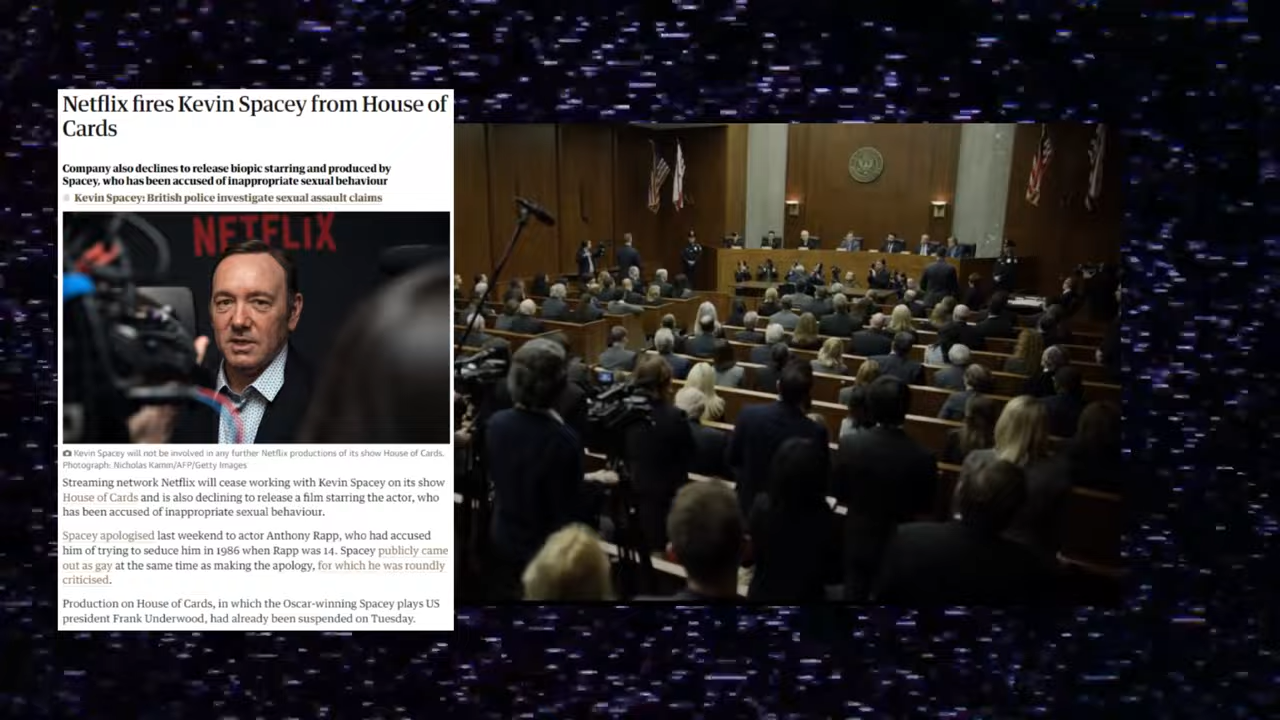 Netflix fires Kevin Spacey from House of
Cards
Company also declines to release biopic starring and produced by
Spacey, who has been accused of inappropriate sexual behaviour
Kevin Spacey: British police investigate sexual assault claims
NETFLIX
Kevin Spacey will not be involved in any further Netflix productions of its show House of Cards.
Photograph: Nicholas Kamm/AFP/Getty Images
Streaming network Netflix will cease working with Kevin Spacey on its show
House of Cards and is also declining to release a film starring the actor, who
has been accused of inappropriate sexual behaviour.
Spacey apologised last weekend to actor Anthony Rapp, who had accused
him of trying to seduce him in 1986 when Rapp was 14. Spacey publicly came
out as gay at the same time as making the apology, for which he was roundly
criticised.
Production on House of Cards, in which the Oscar-winning Spacey plays US
president Frank Underwood, had already been suspended on Tuesday.